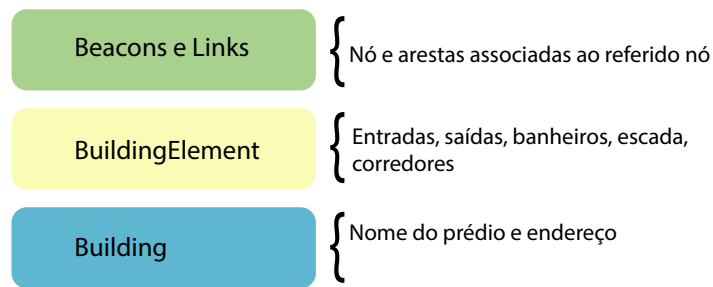 Beacons e Links
Nó e arestas associadas ao referido nó
BuildingElement
Entradas, saídas, banheiros, escada,
corredores
Building
Nome do prédio e endereço